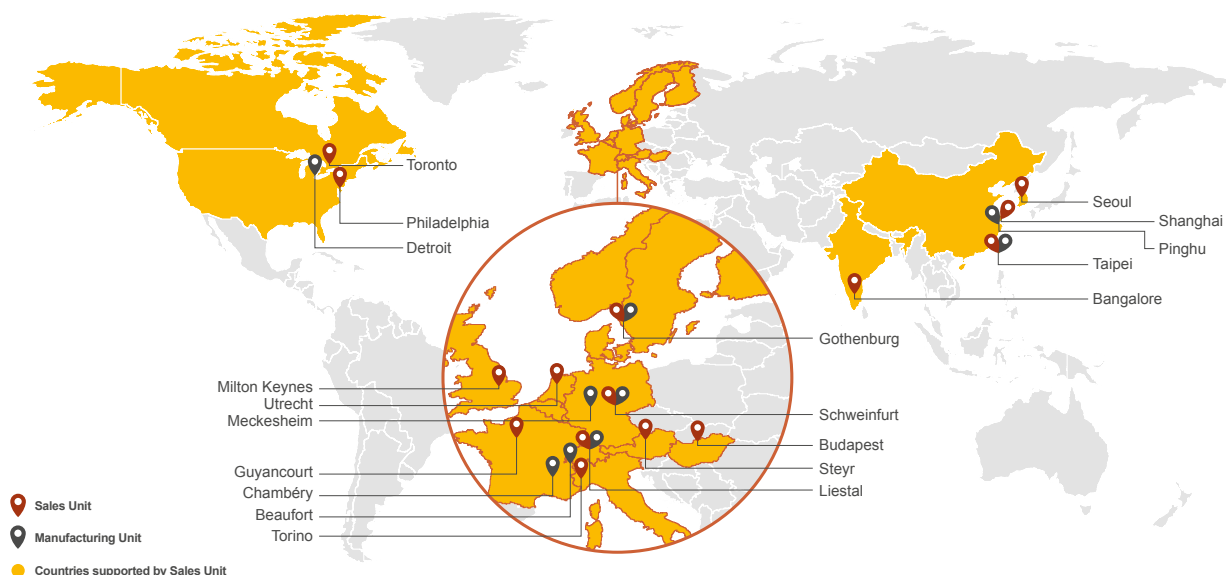 Toronto
Philadelphia
Detroit
Seoul
Shanghai
Pinghu
Taipei
Bangalore
Gothenburg
Milton Keynes
Utrecht
Meckesheim
Schweinfurt
Budapest
Steyr
Liestal
Guyancourt
Chambéry
Beaufort
Torino
Sales Unit
Manufacturing Unit
Countries supported by Sales Unit